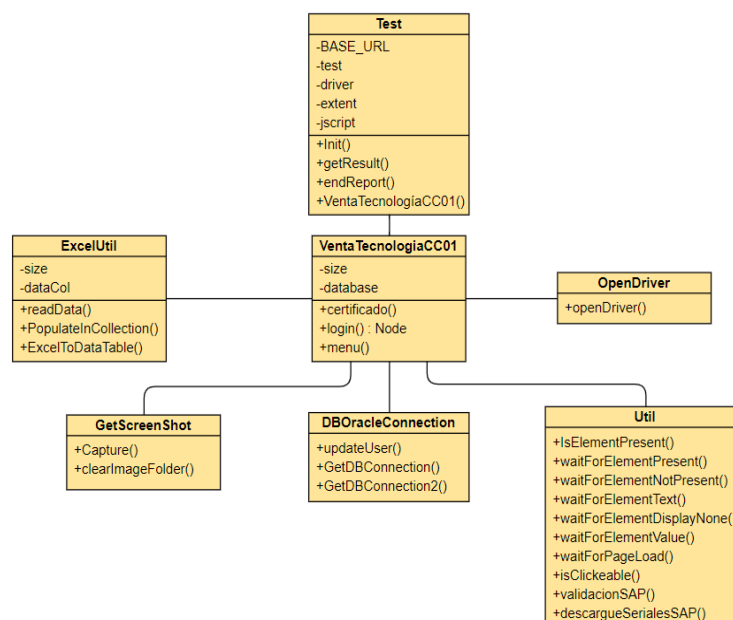 Test
-BASE_URL
-test
-driver
-extent
-jscript
+Init()
+getResult()
+endReport()
+VentaTecnologíaCC01()
ExcelUtil
-size
-dataCol
+readData()
+PopulateInCollection()
+ExcelToDataTable()
VentaTecnologiaCC01
-size
-database
+certificado()
+login() : Node
+menu()
OpenDriver
+openDriver()
GetScreenShot
+Capture()
+clearImageFolder()
DBOracleConnection
+updateUser()
+GetDBConnection()
+GetDBConnection2()
Util
+IsElementPresent()
+waitForElementPresent()
+waitForElementNotPresent()
+waitForElementText()
+waitForElementDisplayNone()
+waitForElementValue()
+waitForPageLoad()
+isClickeable()
+validacionSAP()
+descargueSerialesSAP()